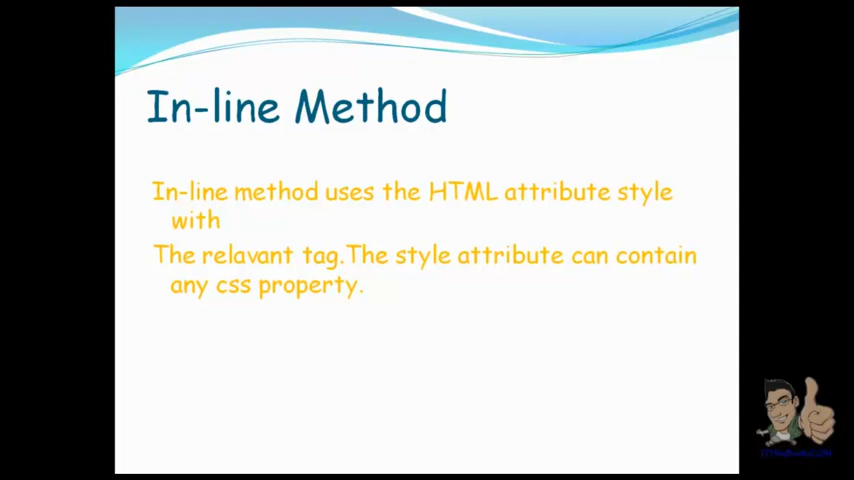 In-line Method
In-line method uses the HTML attribute style
with
The relavant tag.The style attribute can contain
any css property.